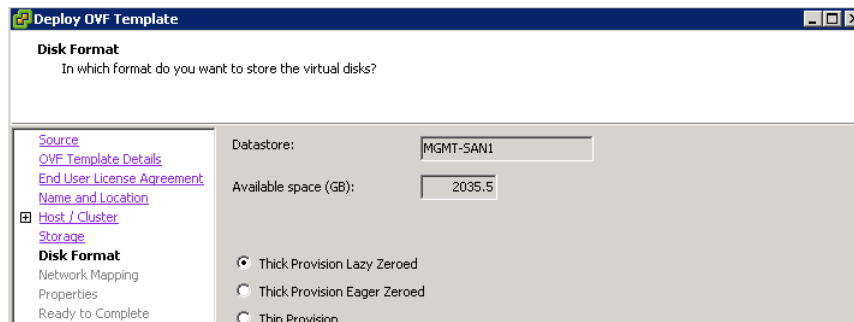 Deploy OVF Template
Disk Format
In which format do you want to store the virtual disks?
Source
OVF Template Details
End User License Agreement
Name and Location
Host / Cluster
Storage
Disk Format
Network Mapping
Properties
Ready to Complete
Datastore: MGMT-SAN1
Available space (GB): 2035.5
Thick Provision Lazy Zeroed
Thick Provision Eager Zeroed
Thin Provision